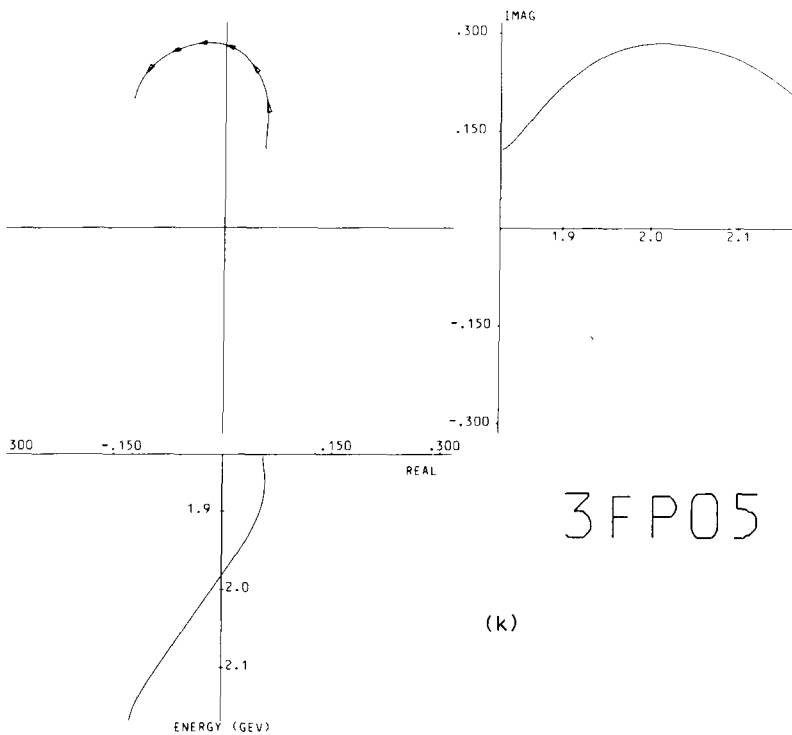 IMAG
.300
.150
1.9 2.0 2.1
-.150
-.300
300 -.150 .150 .300
REAL
1.9
2.0
2.1
ENERGY (GEV)
3FP05
(k)